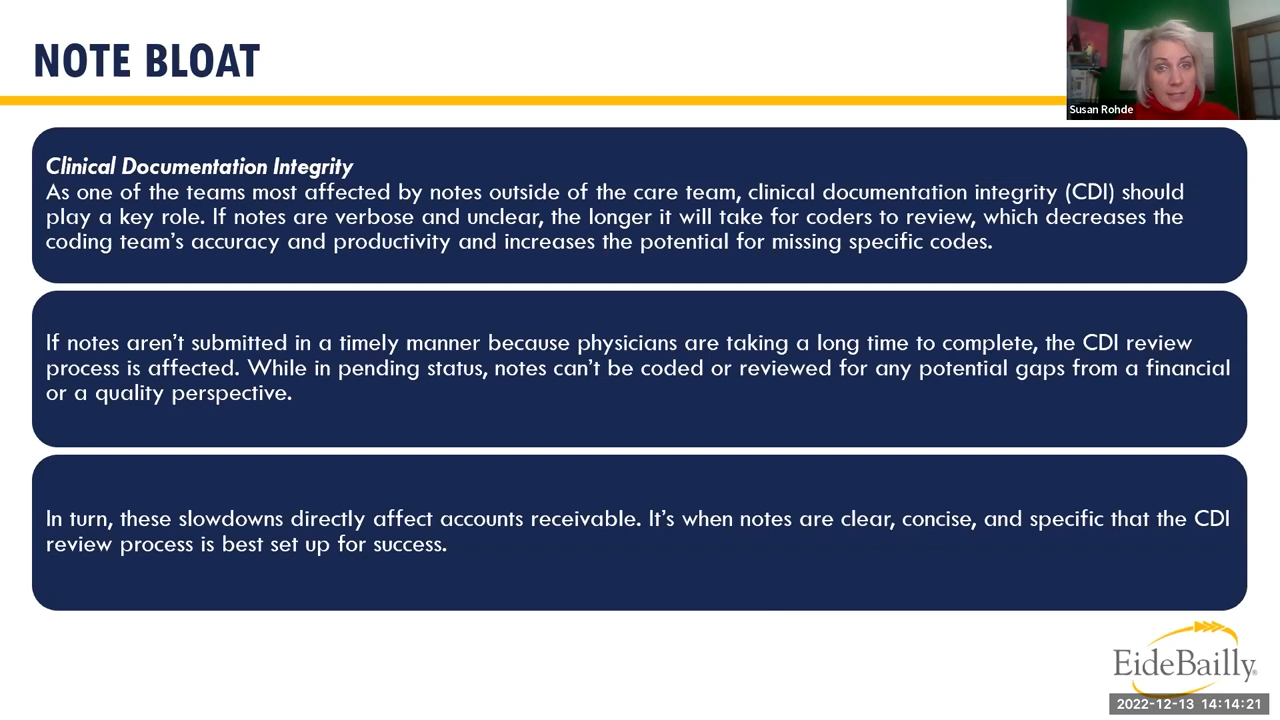 NOTE BLOAT
Susan Rohde
Clinical Documentation Integrity
As one of the teams most affected by notes outside of the care team, clinical documentation integrity (CDI) should
play a key role. If notes are verbose and unclear, the longer it will take for coders to review, which decreases the
coding team’s accuracy and productivity and increases the potential for missing specific codes.
If notes aren’t submitted in a timely manner because physicians are taking a long time to complete, the CDI review
process is affected. While in pending status, notes can’t be coded or reviewed for any potential gaps from a financial
or a quality perspective.
In turn, these slowdowns directly affect accounts receivable. It’s when notes are clear, concise, and specific that the CDI
review process is best set up for success.
EideBailly®
2022-12-13 14:14:21